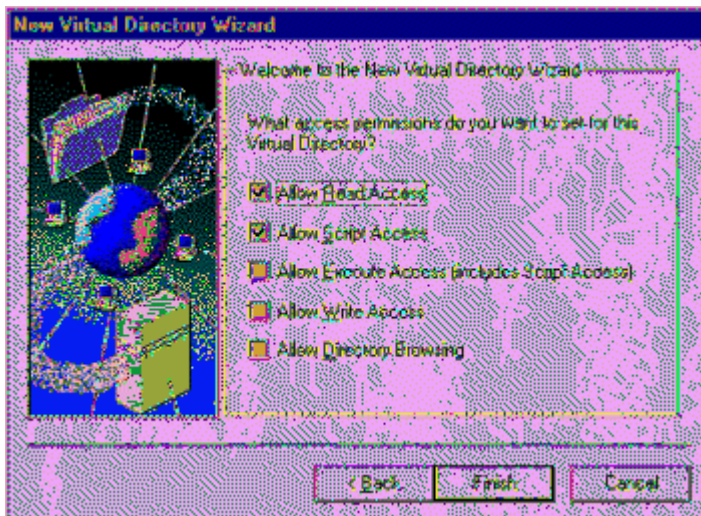 New Virtual Directory Wizard
Welcome to the New Virtual Directory Wizard
What access permissions do you want to set for this
Virtual Directory?
Allow Read Access
Allow Script Access
Allow Execute Access (includes Script Access)
Allow Write Access
Allow Directory Browsing
< Back
Finish
Cancel